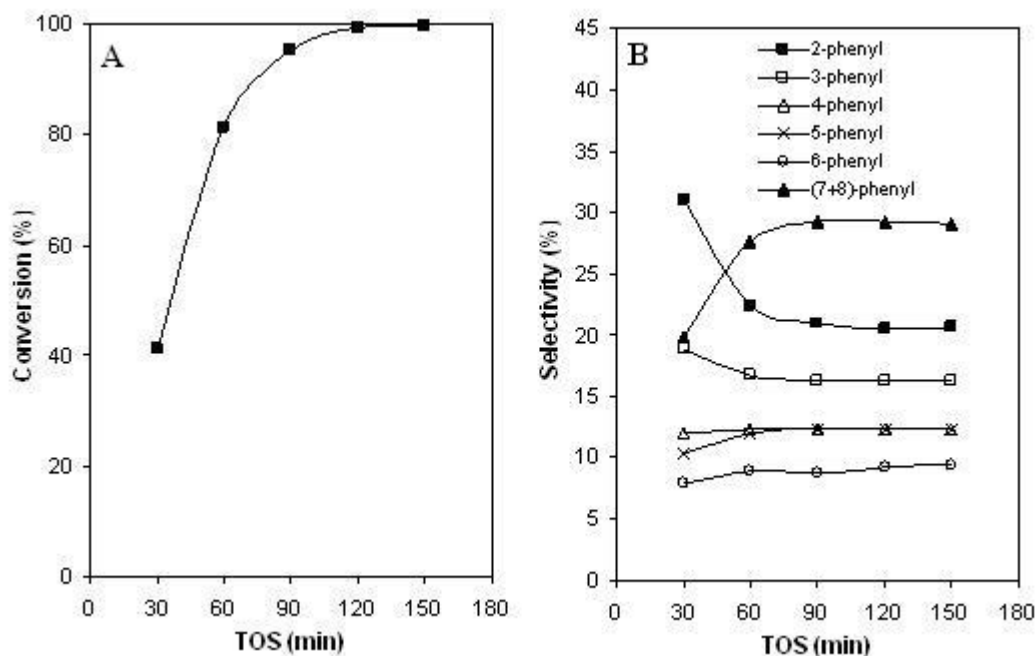 A
Conversion (%)
100
80
60
40
20
0
0 30 60 90 120 150 180
TOS (min)
B
Selectivity (%)
45
40
35
30
25
20
15
10
5
0
2-phenyl
3-phenyl
4-phenyl
5-phenyl
6-phenyl
(7+8)-phenyl
0 30 60 90 120 150 180
TOS (min)